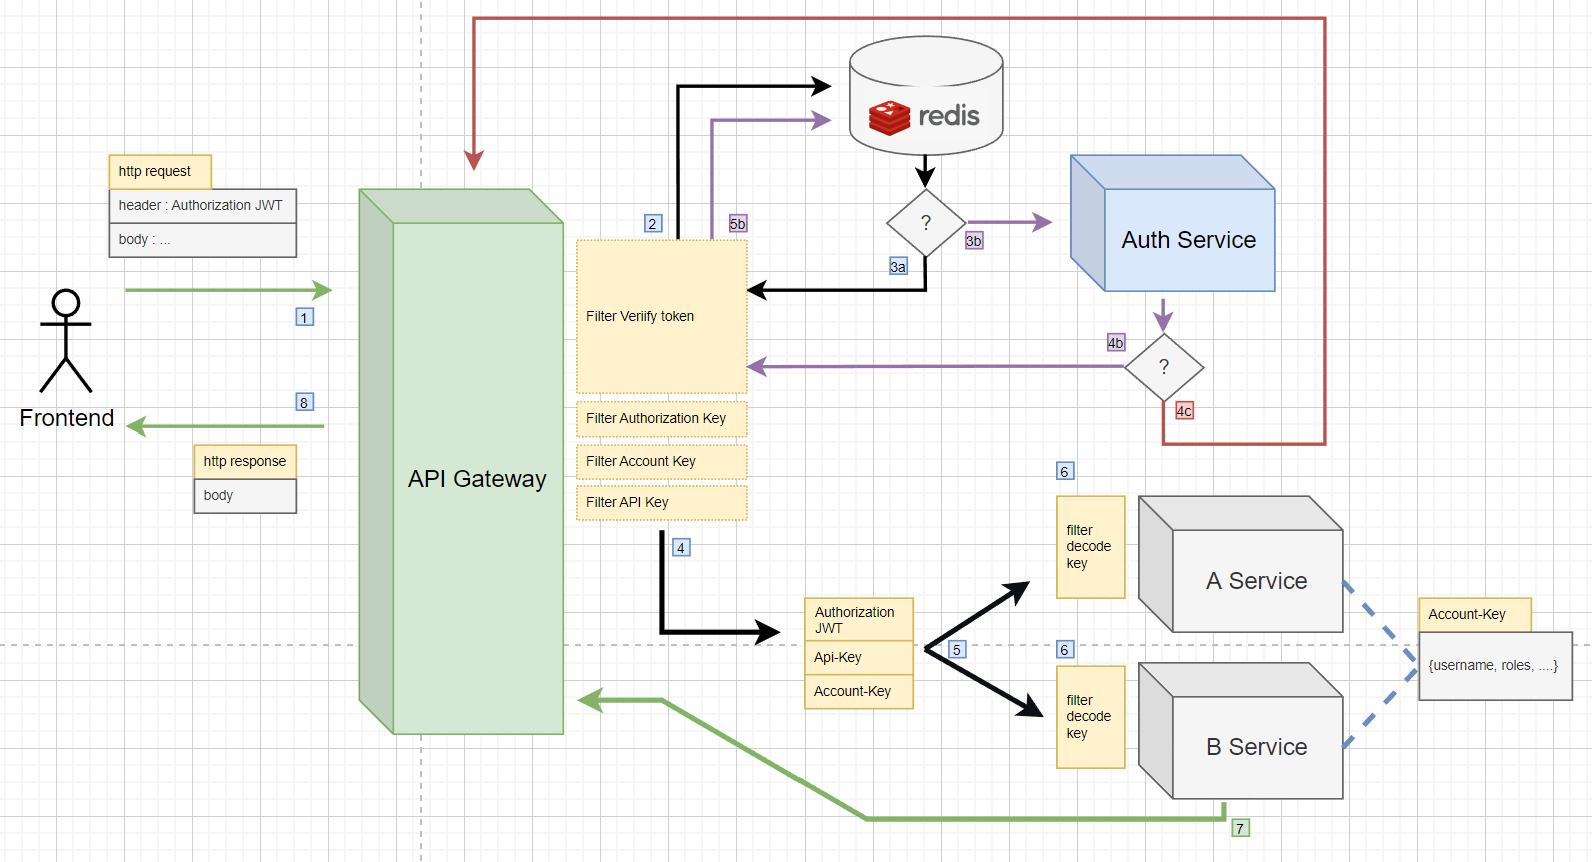 redis
http request
header : Authorization JWT
body : ...
2
5b
?
3b
3a
Auth Service
1
Filter Veriify token
4b
?
4c
8
Frontend
Filter Authorization Key
http response
body
Filter Account Key
Filter API Key
API Gateway
4
6
filter
decode
key
A Service
Authorization
JWT
Api-Key
Account-Key
5
6
filter
decode
key
B Service
Account-Key
{username, roles, ....}
7